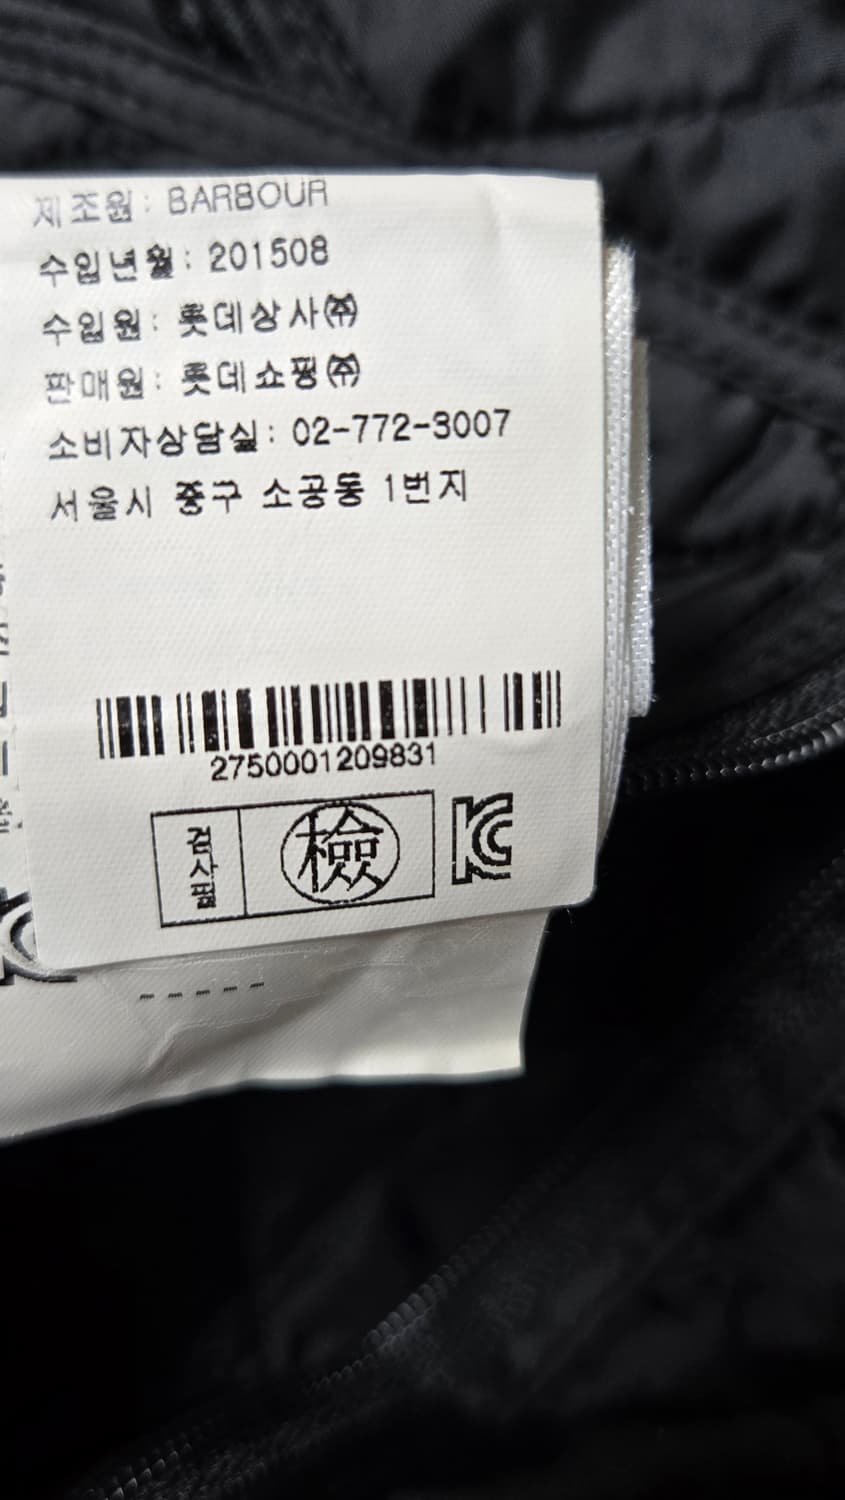 제조원: BARBOUR
수입년월: 201508
수입원: 롯데상사㈜
판매원: 롯데쇼핑㈜
소비자상담실: 02-772-3007
서울시 중구 소공동 1번지
2750001209831
검사필 檢 KC
-----